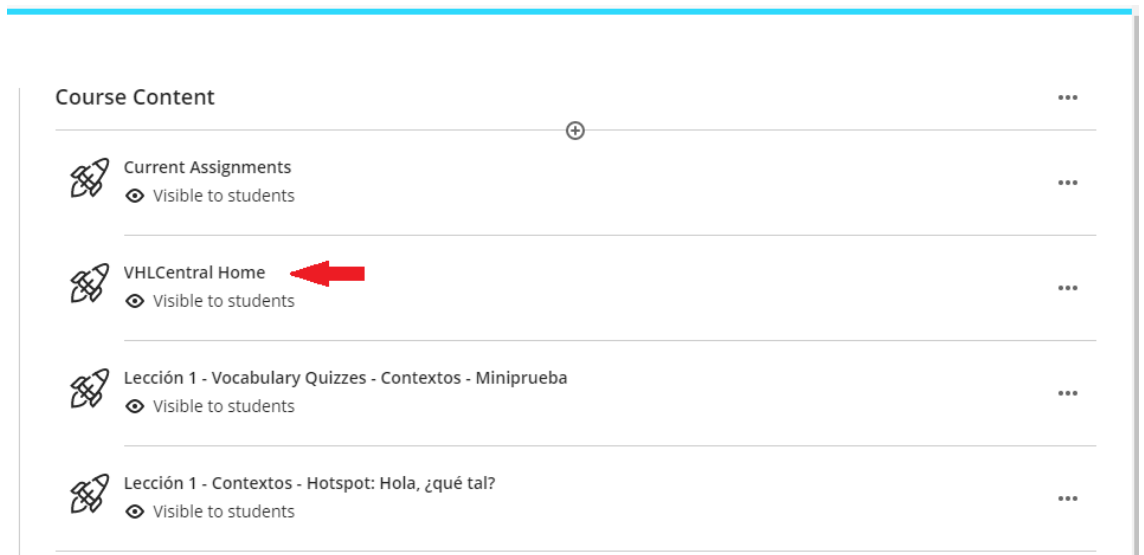 Course Content
Current Assignments
Visible to students
VHLCentral Home
Visible to students
Lección 1 - Vocabulary Quizzes - Contextos - Miniprueba
Visible to students
Lección 1 - Contextos - Hotspot: Hola, ¿qué tal?
Visible to students